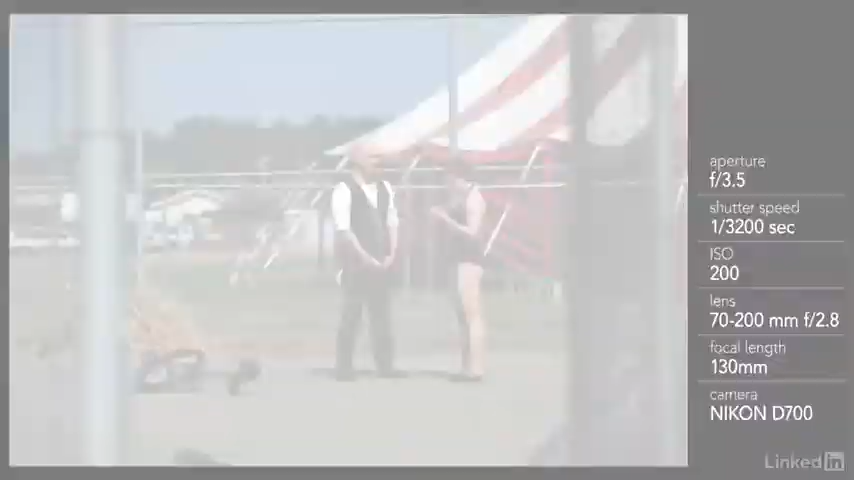 aperture
f/3.5
shutter speed
1/3200 sec
ISO
200
lens
70-200 mm f/2.8
focal length
130mm
camera
NIKON D700
LinkedIn